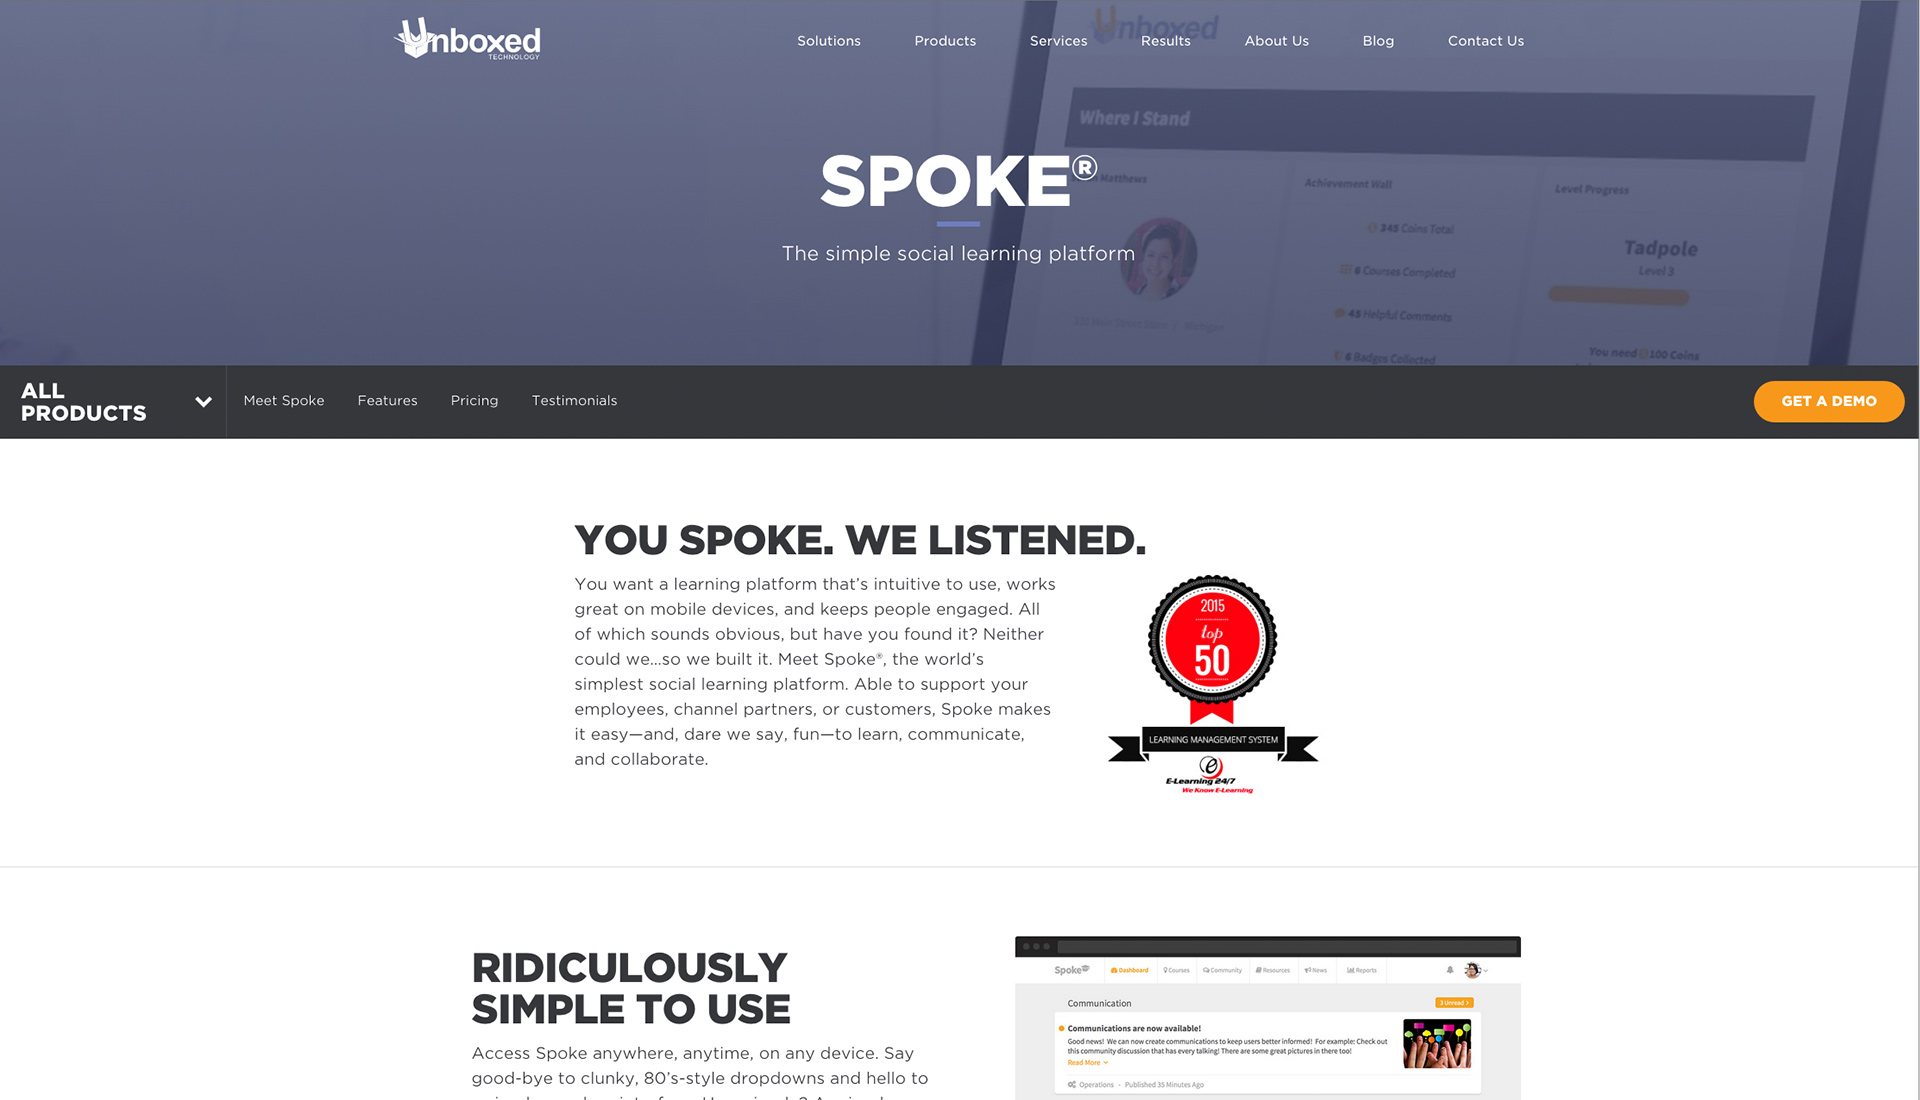 Unboxed
TECHNOLOGY
Solutions Products Services Results About Us Blog Contact Us
Unboxed
Where I Stand
SPOKE®
Matthews
Achievement Wall
Level Progress
345 Coins Total
The simple social learning platform
Tadpole
Level 3
6 Courses Completed
45 Helpful Comments
Main Street Store Michigan
6 Badges Collected
You need 100 Coins
ALL
PRODUCTS
Meet Spoke Features Pricing Testimonials
GET A DEMO
YOU SPOKE. WE LISTENED.
You want a learning platform that’s intuitive to use, works
great on mobile devices, and keeps people engaged. All
of which sounds obvious, but have you found it? Neither
could we...so we built it. Meet Spoke®, the world’s
simplest social learning platform. Able to support your
employees, channel partners, or customers, Spoke makes
it easy—and, dare we say, fun—to learn, communicate,
and collaborate.
2015
top
50
LEARNING MANAGEMENT SYSTEM
e
E-Learning 24/7
We Know E-Learning
RIDICULOUSLY
SIMPLE TO USE
Access Spoke anywhere, anytime, on any device. Say
good-bye to clunky, 80’s-style dropdowns and hello to
Spoke
Dashboard Courses Community Resources News Reports
Communication
3 Unread >
Communications are now available!
Good news! We can now create communications to keep users better informed! For example: Check out
this community discussion that has every talking! There are some great pictures in there too!
Read More
Operations - Published 35 Minutes Ago